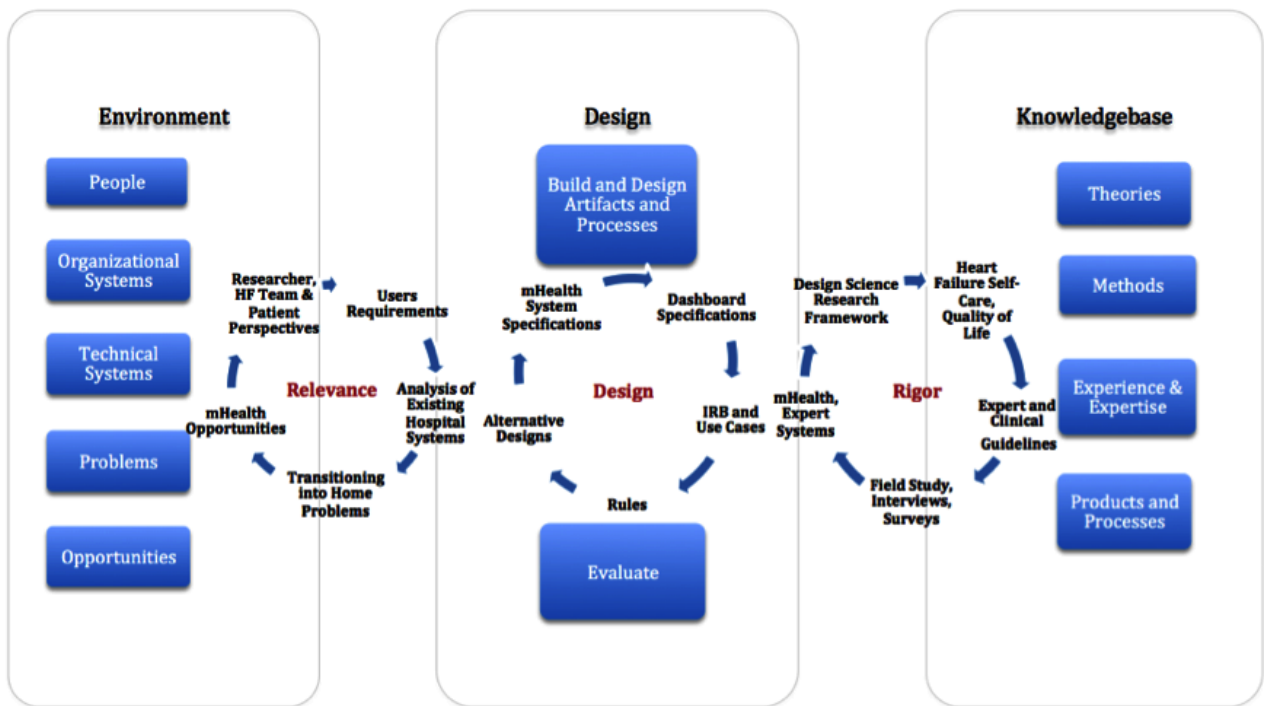 Environment
People
Organizational
Systems
Technical
Systems
Problems
Opportunities
Researcher,
HF Team &
Patient
Perspectives
Users
Requirements
Relevance
Analysis of
Existing
Hospital
Systems
mHealth
Opportunities
Transitioning
into Home
Problems
Design
Build and Design
Artifacts and
Processes
mHealth
System
Specifications
Dashboard
Specifications
Design
Alternative
Designs
IRB and
Use Cases
Rules
Evaluate
Knowledgebase
Design Science
Research
Framework
Heart
Failure Self-
Care,
Quality of
Life
Rigor
mHealth,
Expert
Systems
Expert and
Clinical
Guidelines
Field Study,
Interviews,
Surveys
Theories
Methods
Experience &
Expertise
Products and
Processes